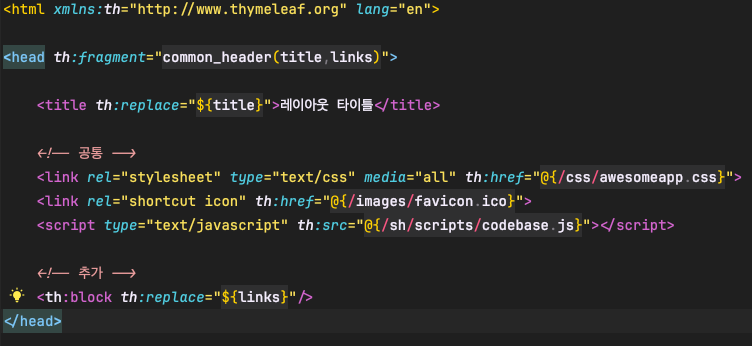 <html xmlns:th="http://www.thymeleaf.org" lang="en">
<head th:fragment="common_header(title,links)">
<title th:replace="${title}">레이아웃 타이틀</title>
<!-- 공통 -->
<link rel="stylesheet" type="text/css" media="all" th:href="@{/css/awesomeapp.css}">
<link rel="shortcut icon" th:href="@{/images/favicon.ico}">
<script type="text/javascript" th:src="@{/sh/scripts/codebase.js}"></script>
<!-- 추가 -->
<th:block th:replace="${links}"/>
</head>